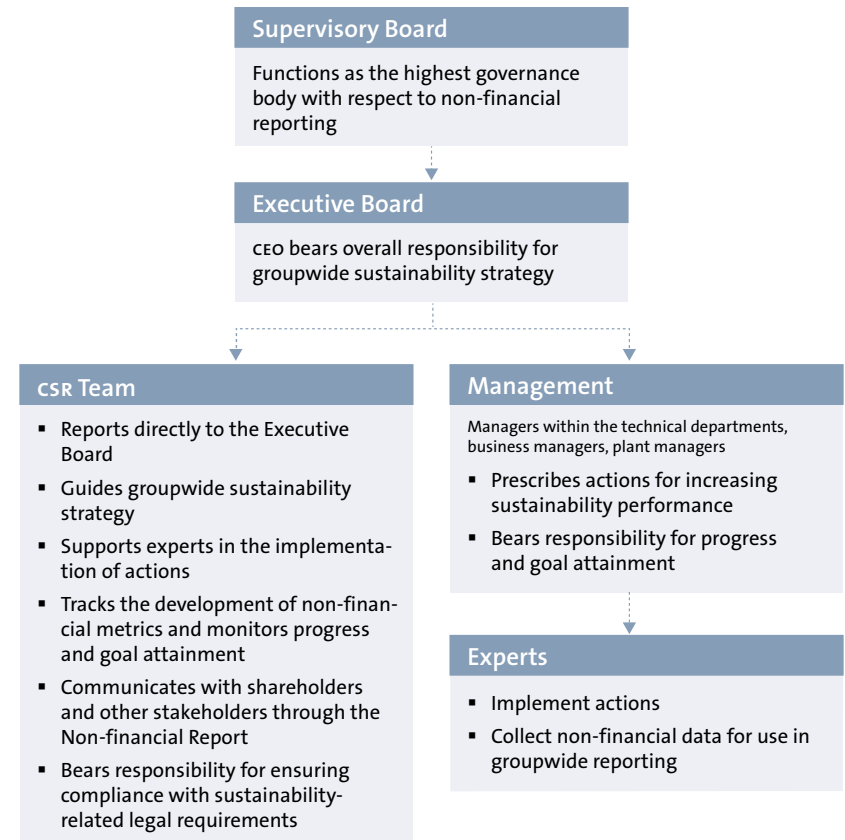 Supervisory Board
Functions as the highest governance
body with respect to non-financial
reporting
Executive Board
CEO bears overall responsibility for
groupwide sustainability strategy
CSR Team
▪ Reports directly to the Executive
Board
▪ Guides groupwide sustainability
strategy
▪ Supports experts in the implementa-
tion of actions
▪ Tracks the development of non-finan-
cial metrics and monitors progress
and goal attainment
▪ Communicates with shareholders
and other stakeholders through the
Non-financial Report
▪ Bears responsibility for ensuring
compliance with sustainability-
related legal requirements
Management
Managers within the technical departments,
business managers, plant managers
▪ Prescribes actions for increasing
sustainability performance
▪ Bears responsibility for progress
and goal attainment
Experts
▪ Implement actions
▪ Collect non-financial data for use in
groupwide reporting